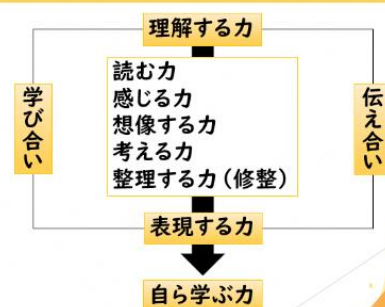 理解する力
読む力
感じる力
想像する力
考える力
整理する力（修整）
学び合い
伝え合い
表現する力
自ら学ぶ力